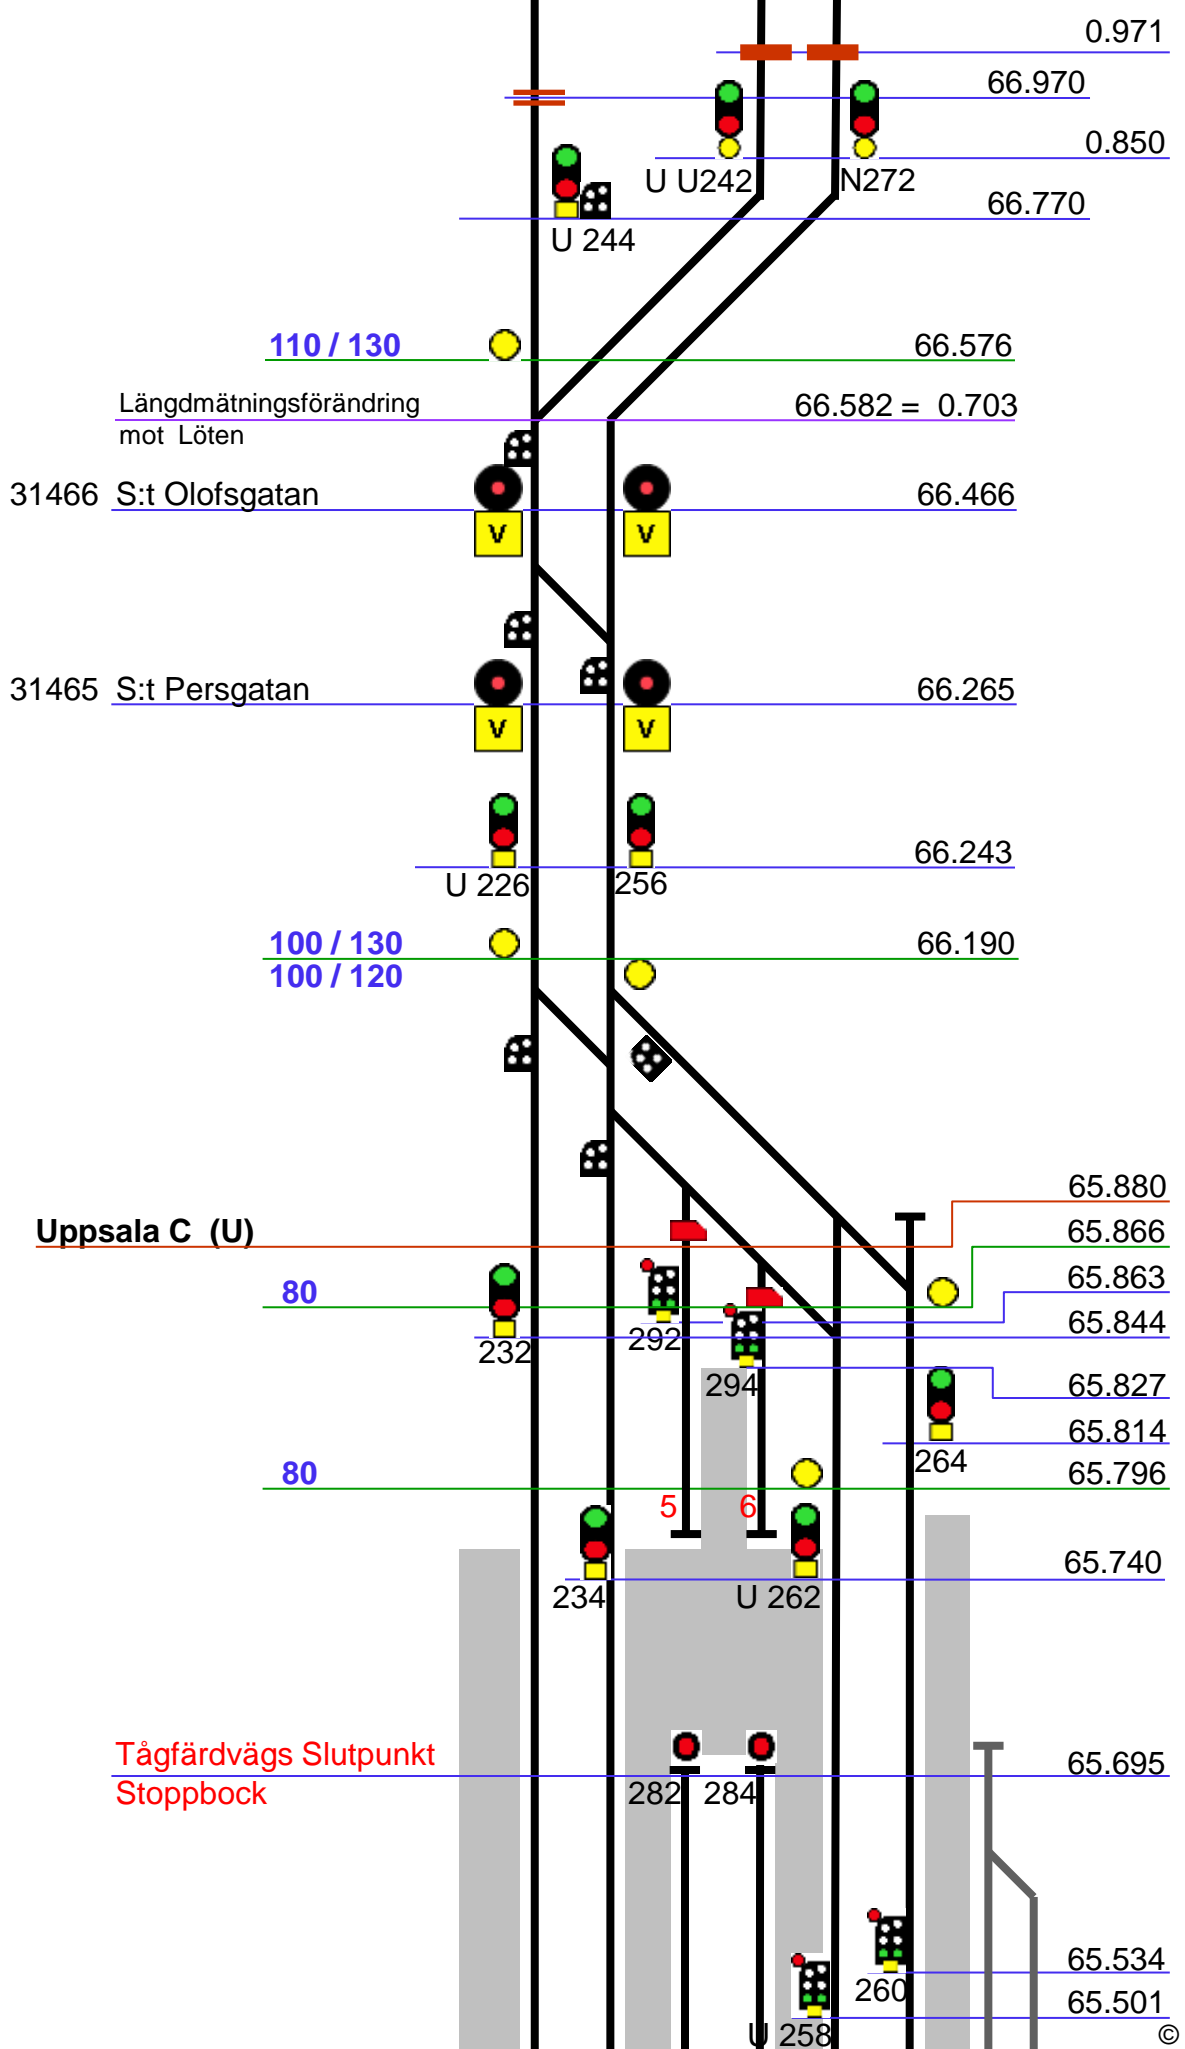 0.971
66.970
0.850
U U242
N272
66.770
U 244
110 / 130
66.576
Längdmätningsförändring
66.582 = 0.703
mot Löten
31466 S:t Olofsgatan
66.466
V
V
31465 S:t Persgatan
66.265
V
V
66.243
U 226
256
100 / 130
66.190
100 / 120
65.880
Uppsala C (U)
65.866
65.863
80
65.844
232
292
65.827
294
65.814
264
80
65.796
5
6
65.740
234
U 262
Tågfärdvägs Slutpunkt
65.695
Stoppbock
282
284
65.534
260
65.501
U 258
©